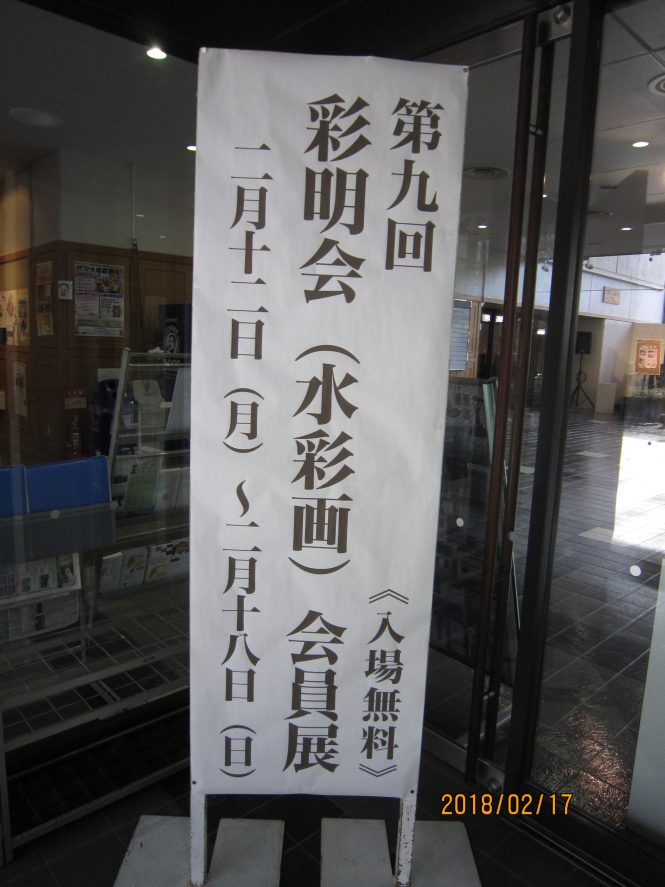 第九回
《入場無料》
彩明会（水彩画）会員展
二月十二日（月）～二月十八日（日）
2018/02/17